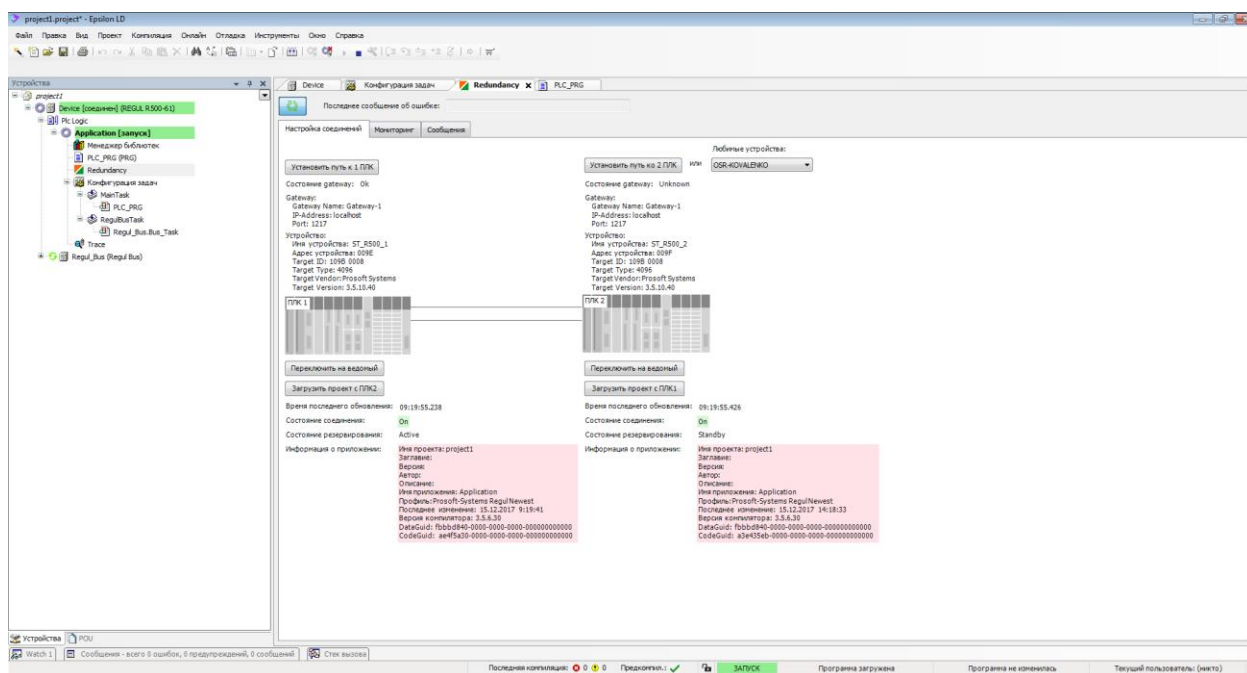 project1.project* - Epsilon LD
Файл Правка Вид Проект Компиляция Онлайн Отладка Инструменты Окно Справка
Устройства
project1
Device [соединен] (REGUL R500-61)
Plc Logic
Application [запуск]
Менеджер библиотек
PLC_PRG (PRG)
Redundancy
Конфигурация задач
MainTask
PLC_PRG
RegulBusTask
Regul_Bus.Bus_Task
Trace
Regul_Bus (Regul Bus)
Устройства POU
Device Конфигурация задач Redundancy PLC_PRG
Последнее сообщение об ошибке:
Настройка соединений Мониторинг Сообщения
Установить путь к 1 ПЛК
Состояние gateway: Ok
Gateway:
Gateway Name: Gateway-1
IP-Address: localhost
Port: 1217
Устройство:
Имя устройства: ST_R500_1
Адрес устройства: 009E
Target ID: 109B 0008
Target Type: 4096
Target Vendor: Prosoft Systems
Target Version: 3.5.10.40
ПЛК 1
Переключить на ведомый
Загрузить проект с ПЛК2
Время последнего обновления: 09:19:55.238
Состояние соединения: On
Состояние резервирования: Active
Информация о приложении: Имя проекта: project1
Заглавие:
Версия:
Автор:
Описание:
Имя приложения: Application
Профиль: Prosoft-Systems Regul Newest
Последнее изменение: 15.12.2017 9:19:41
Версия компилятора: 3.5.6.30
DataGuid: fbbbd840-0000-0000-0000-000000000000
CodeGuid: ae4f5a30-0000-0000-0000-000000000000
Любимые устройства:
Установить путь ко 2 ПЛК или OSR-KOVALENKO
Состояние gateway: Unknown
Gateway:
Gateway Name: Gateway-1
IP-Address: localhost
Port: 1217
Устройство:
Имя устройства: ST_R500_2
Адрес устройства: 009F
Target ID: 109B 0008
Target Type: 4096
Target Vendor: Prosoft Systems
Target Version: 3.5.10.40
ПЛК 2
Переключить на ведомый
Загрузить проект с ПЛК1
Время последнего обновления: 09:19:55.426
Состояние соединения: On
Состояние резервирования: Standby
Информация о приложении: Имя проекта: project1
Заглавие:
Версия:
Автор:
Описание:
Имя приложения: Application
Профиль: Prosoft-Systems Regul Newest
Последнее изменение: 15.12.2017 14:18:33
Версия компилятора: 3.5.6.30
DataGuid: fbbbd840-0000-0000-0000-000000000000
CodeGuid: a3e435eb-0000-0000-0000-000000000000
Watch 1 Сообщения - всего 0 ошибок, 0 предупреждений, 0 сообщений Стек вызовов
Последняя компиляция: 0 0 Предкомпил.: ЗАПУСК Программа загружена Программа не изменилась Текущий пользователь: (никто)